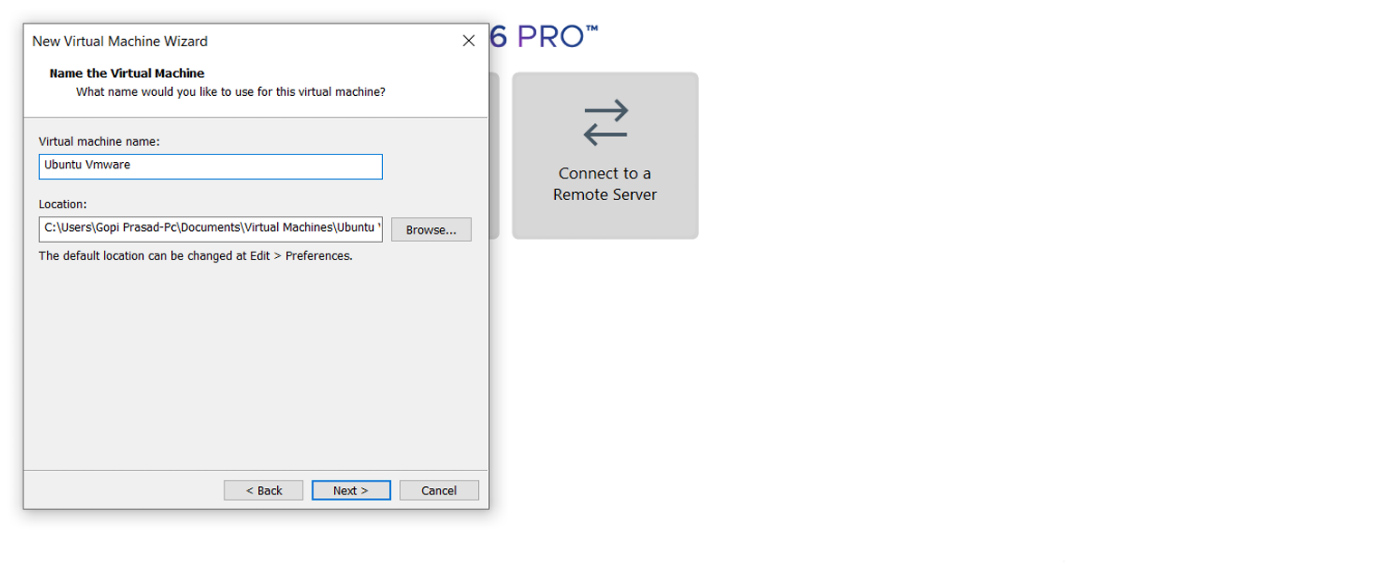 New Virtual Machine Wizard
6 PRO™
Name the Virtual Machine
What name would you like to use for this virtual machine?
Virtual machine name:
Ubuntu Vmware
Location:
C:\Users\Gopi Prasad-Pc\Documents\Virtual Machines\Ubuntu
Browse...
The default location can be changed at Edit > Preferences.
< Back
Next >
Cancel
Connect to a
Remote Server